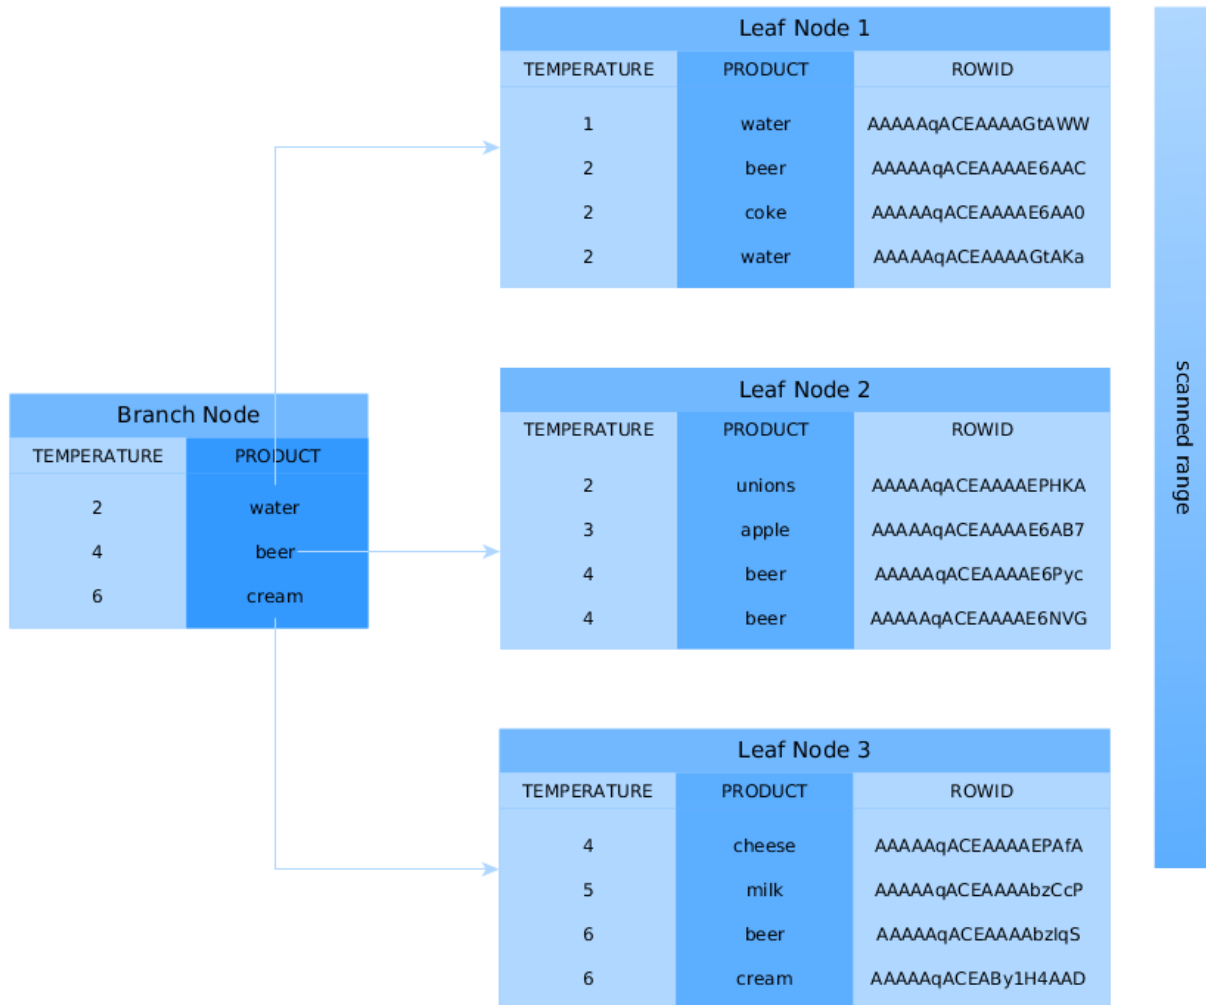 Leaf Node 1
TEMPERATURE PRODUCT ROWID
1 water AAAAAqACEAAAAGtAWW
2 beer AAAAAqACEAAAAE6AAC
2 coke AAAAAqACEAAAAE6AA0
2 water AAAAAqACEAAAAGtAKa
Branch Node
TEMPERATURE PRODUCT
2 water
4 beer
6 cream
Leaf Node 2
TEMPERATURE PRODUCT ROWID
2 unions AAAAAqACEAAAAEPHKA
3 apple AAAAAqACEAAAAE6AB7
4 beer AAAAAqACEAAAAE6Pyc
4 beer AAAAAqACEAAAAE6NVG
Leaf Node 3
TEMPERATURE PRODUCT ROWID
4 cheese AAAAAqACEAAAAEPAfA
5 milk AAAAAqACEAAAAbzCcP
6 beer AAAAAqACEAAAAbzIqS
6 cream AAAAAqACEABy1H4AAD
scanned range